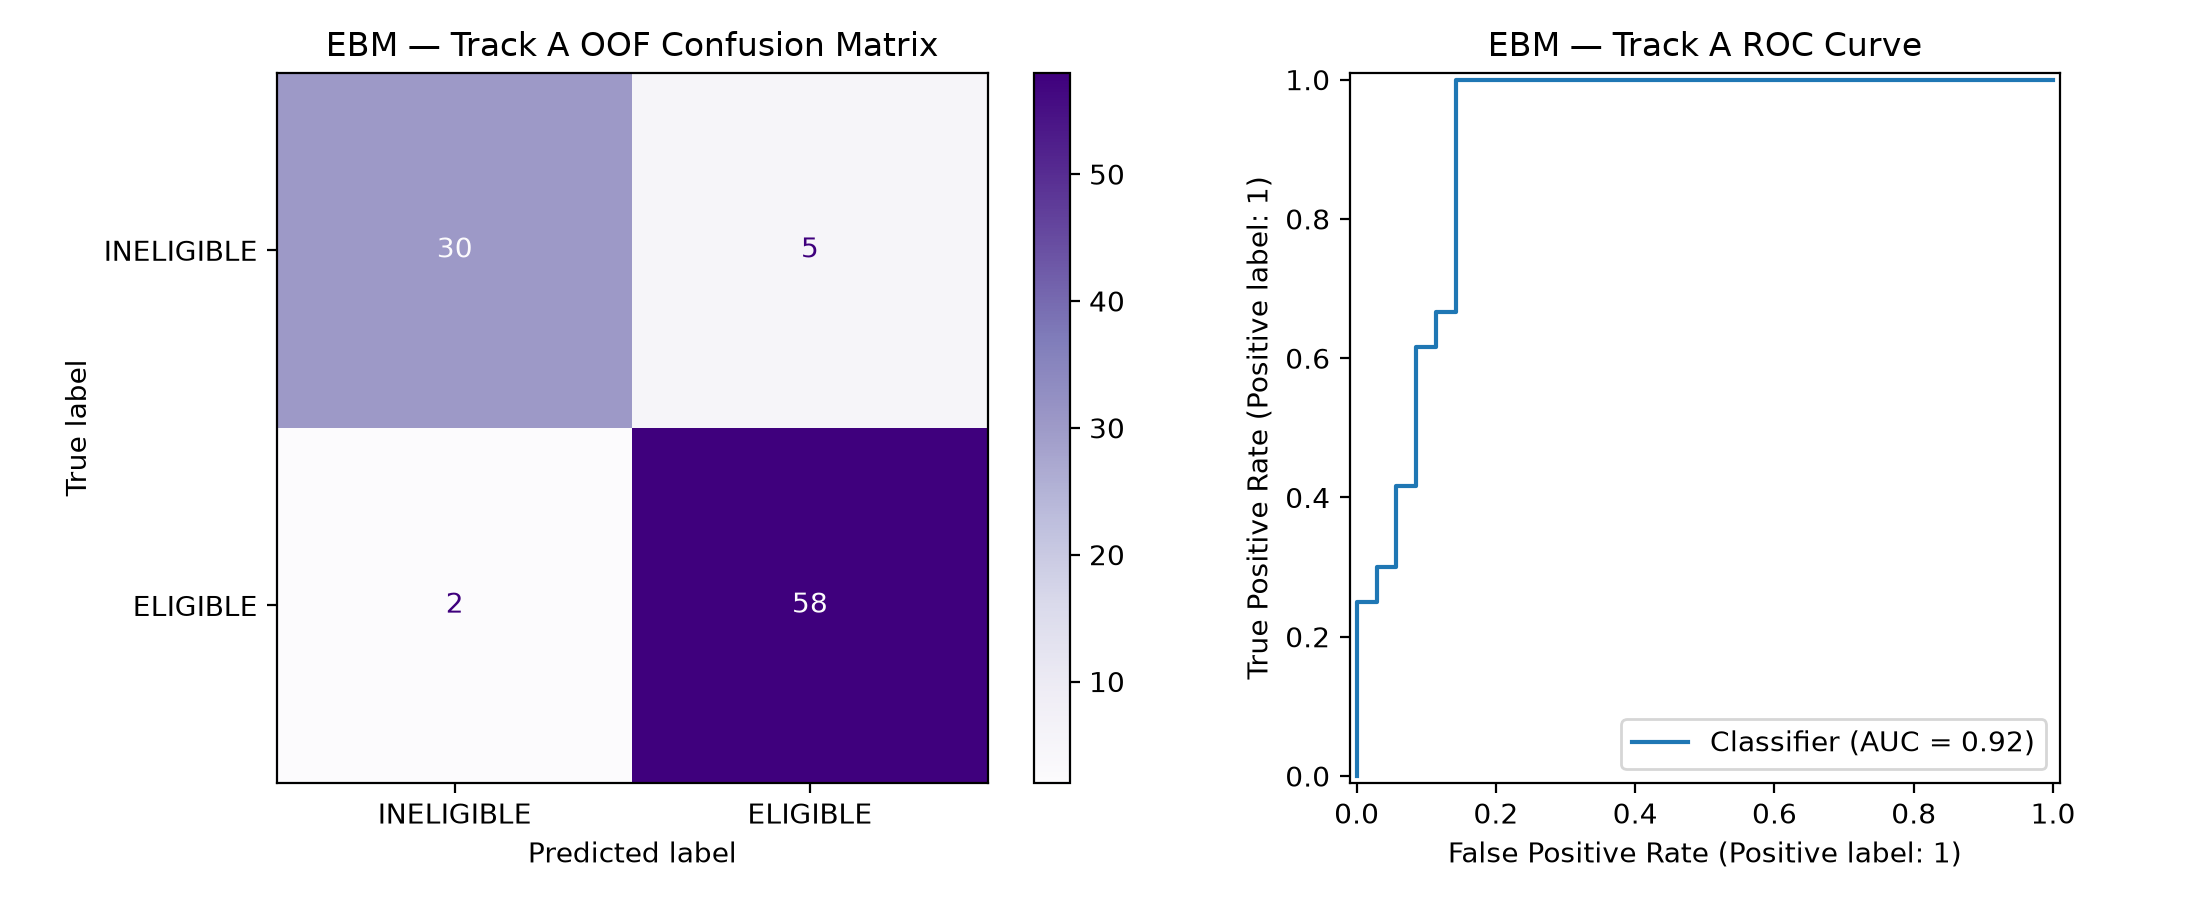 EBM — Track A OOF Confusion Matrix
True label
INELIGIBLE
ELIGIBLE
30
5
2
58
INELIGIBLE
ELIGIBLE
Predicted label
50
40
30
20
10
EBM — Track A ROC Curve
True Positive Rate (Positive label: 1)
1.0
0.8
0.6
0.4
0.2
0.0
Classifier (AUC = 0.92)
0.0
0.2
0.4
0.6
0.8
1.0
False Positive Rate (Positive label: 1)